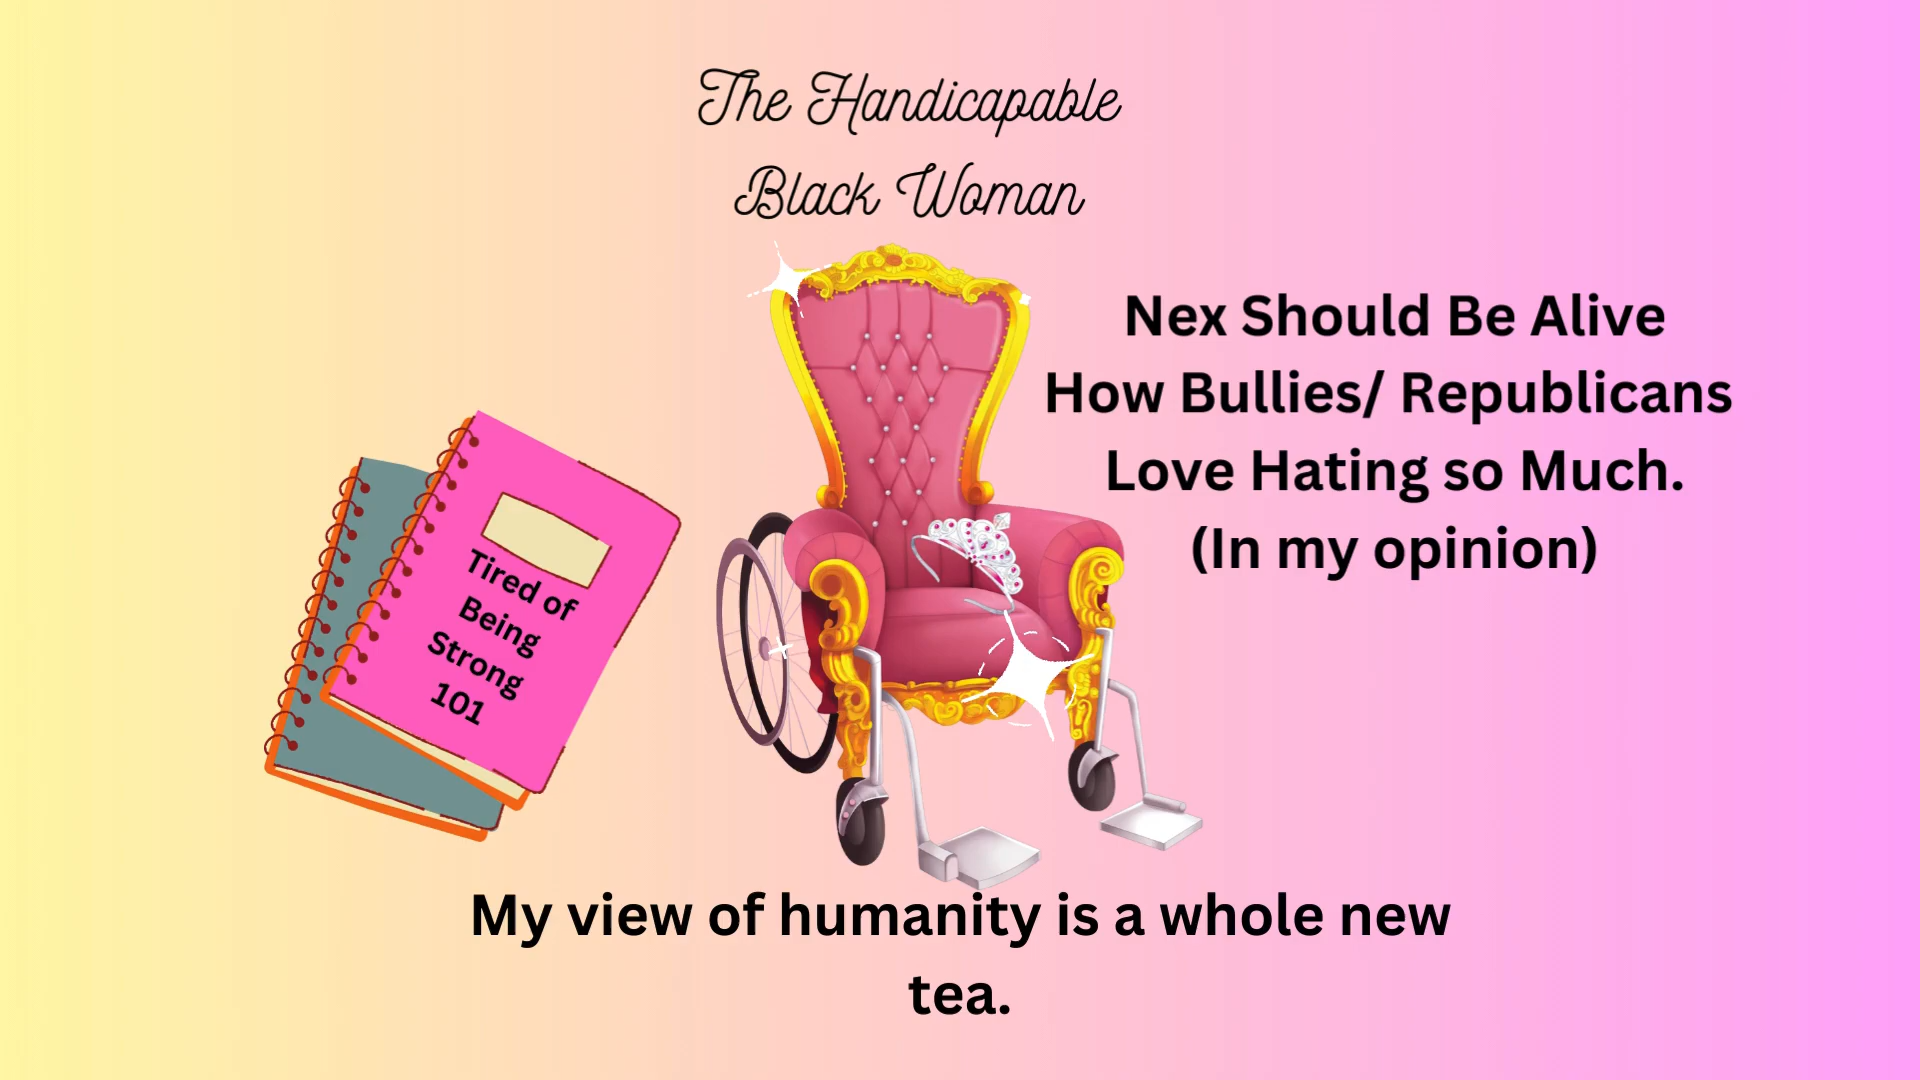 The Handicapable
Black Woman
Nex Should Be Alive
How Bullies/ Republicans
Love Hating so Much.
(In my opinion)
Tired of
Being
Strong
101
My view of humanity is a whole new
tea.